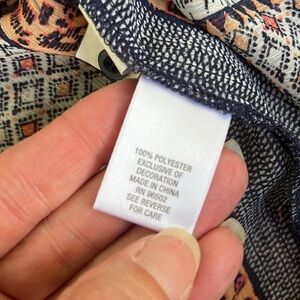 100% POLYESTER
EXCLUSIVE OF
DECORATION
MADE IN CHINA
RN 96502
SEE REVERSE
FOR CARE